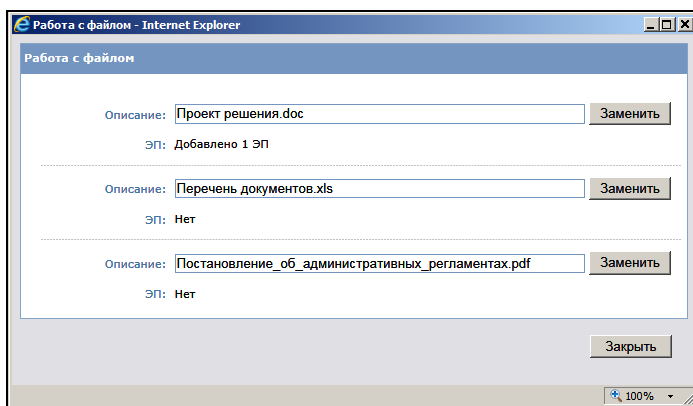 Работа с файлом - Internet Explorer
Работа с файлом
Описание: Проект решения.doc Заменить
ЭП: Добавлено 1 ЭП
Описание: Перечень документов.xls Заменить
ЭП: Нет
Описание: Постановление_об_административных_регламентах.pdf Заменить
ЭП: Нет
Закрыть
100%